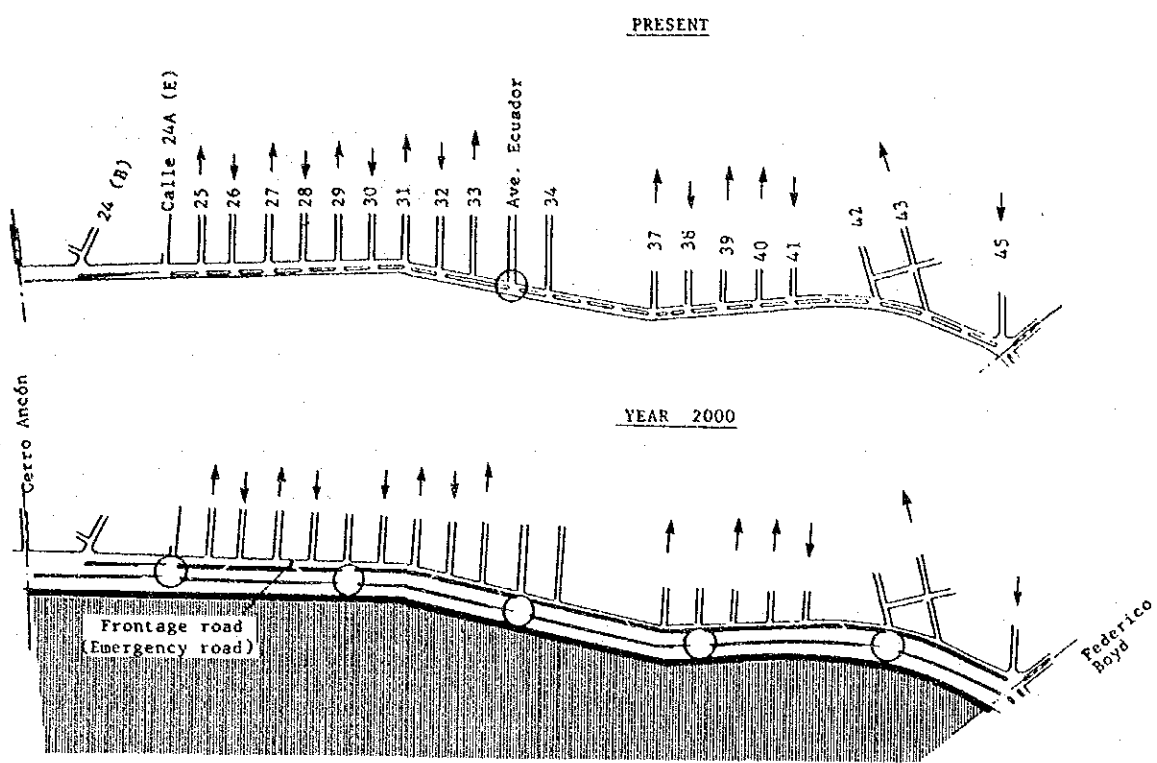 PRESENT
24 (B)
Calle 24A (E)
25
26
27
28
29
30
31
32
33
Ave. Ecuador
34
37
38
39
40
41
42
43
45
YEAR 2000
Cerro Ancón
Frontage road
(Emergency road)
Federico
Boyd